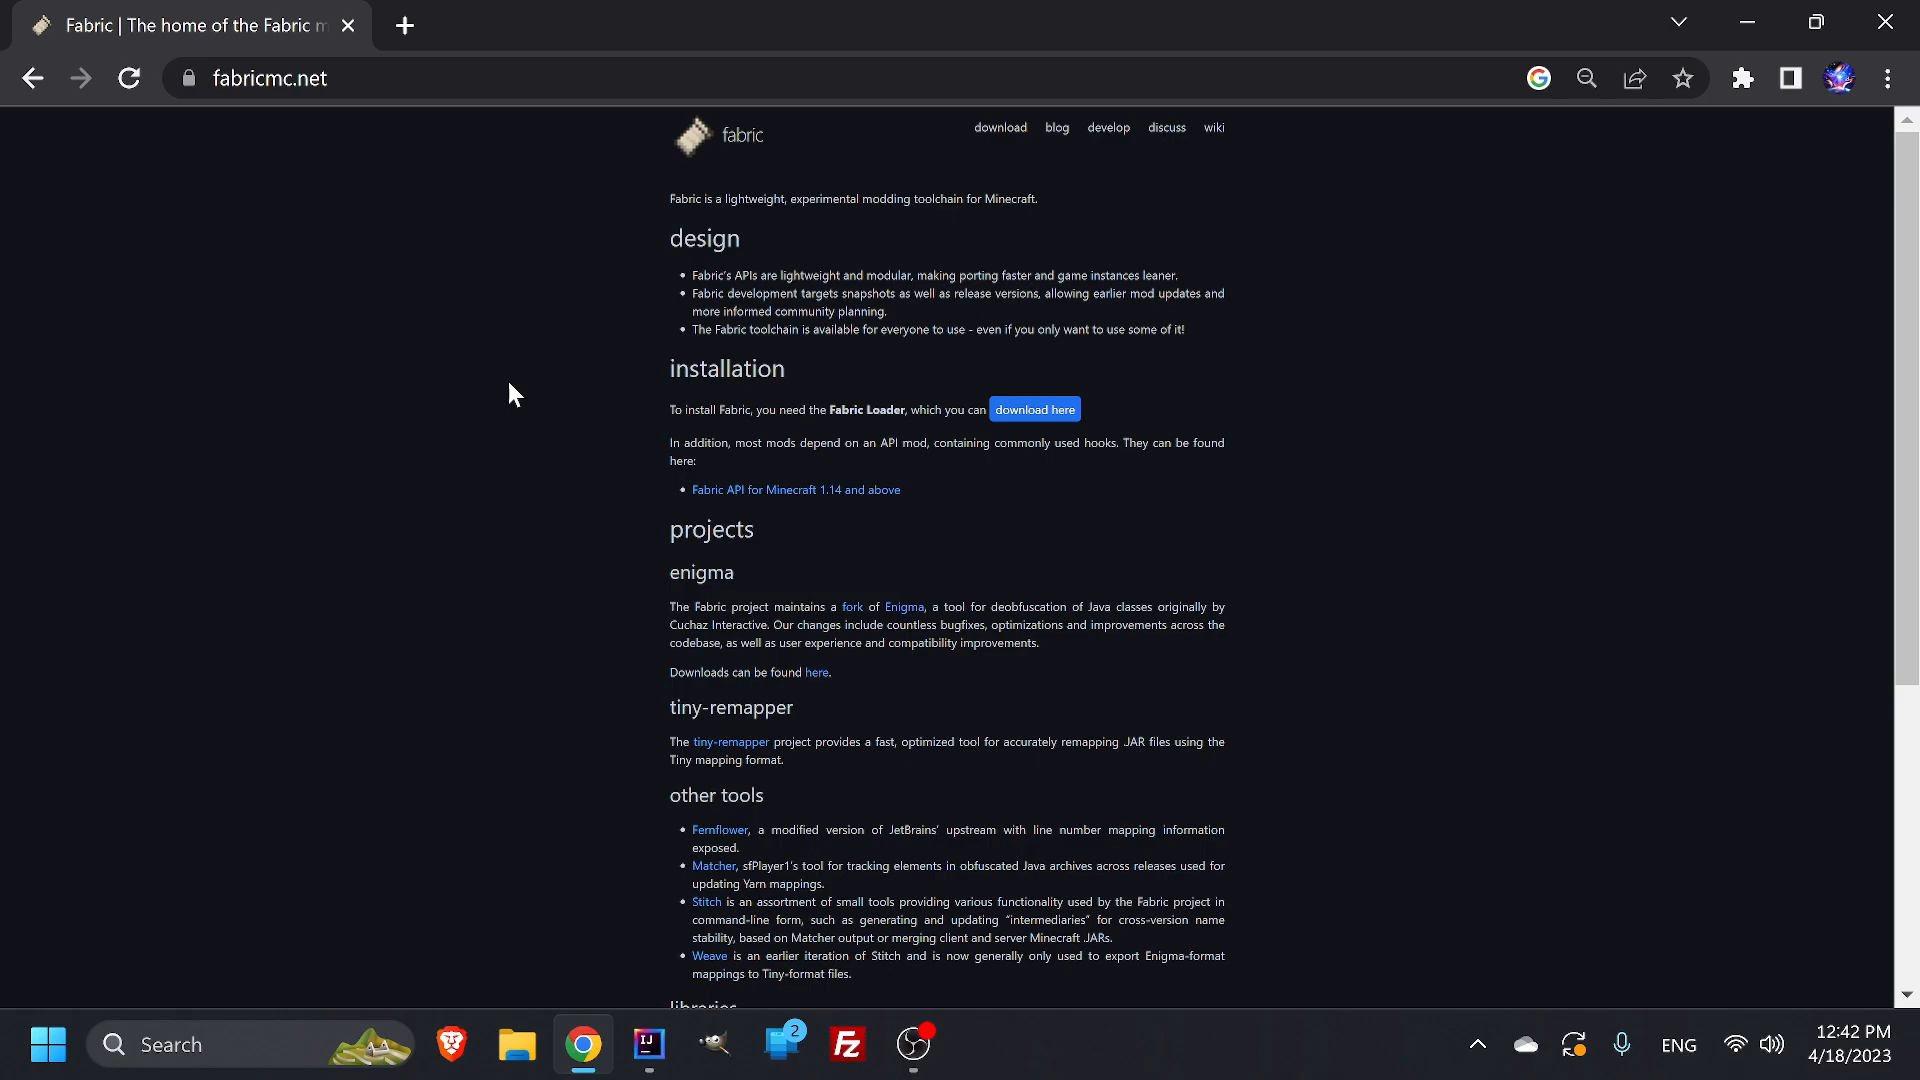 Fabric | The home of the Fabric m
fabricmc.net
fabric
download blog develop discuss wiki
Fabric is a lightweight, experimental modding toolchain for Minecraft.
design
• Fabric's APIs are lightweight and modular, making porting faster and game instances leaner.
• Fabric development targets snapshots as well as release versions, allowing earlier mod updates and
more informed community planning.
• The Fabric toolchain is available for everyone to use - even if you only want to use some of it!
installation
To install Fabric, you need the Fabric Loader, which you can download here
In addition, most mods depend on an API mod, containing commonly used hooks. They can be found
here:
• Fabric API for Minecraft 1.14 and above
projects
enigma
The Fabric project maintains a fork of Enigma, a tool for deobfuscation of Java classes originally by
Cuchaz Interactive. Our changes include countless bugfixes, optimizations and improvements across the
codebase, as well as user experience and compatibility improvements.
Downloads can be found here.
tiny-remapper
The tiny-remapper project provides a fast, optimized tool for accurately remapping .JAR files using the
Tiny mapping format.
other tools
• Fernflower, a modified version of JetBrains' upstream with line number mapping information
exposed.
• Matcher, sfPlayer1's tool for tracking elements in obfuscated Java archives across releases used for
updating Yarn mappings.
• Stitch is an assortment of small tools providing various functionality used by the Fabric project in
command-line form, such as generating and updating "intermediaries" for cross-version name
stability, based on Matcher output or merging client and server Minecraft .JARs.
• Weave is an earlier iteration of Stitch and is now generally only used to export Enigma-format
mappings to Tiny-format files.
libraries
Search
IJ
2
FZ
ENG
12:42 PM
4/18/2023